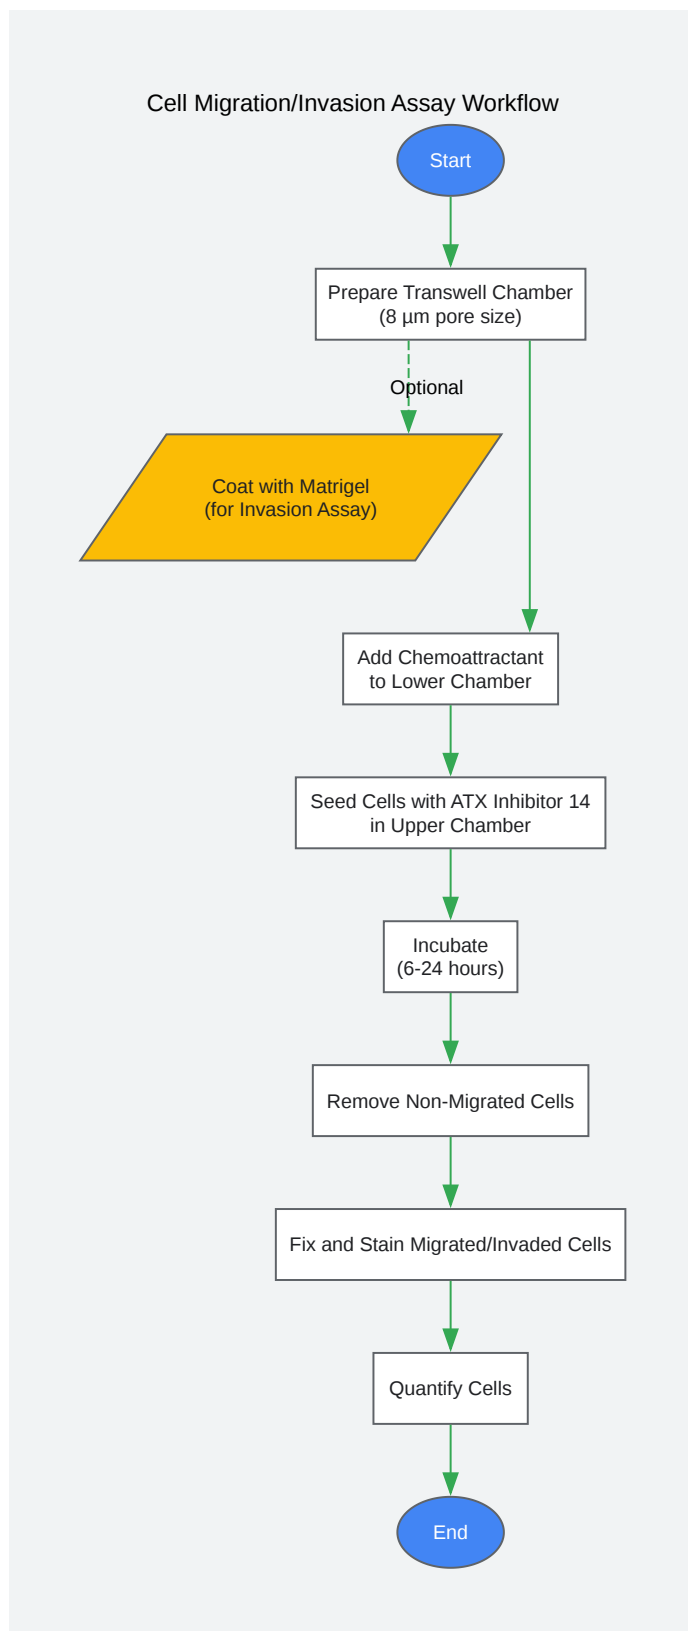 Cell Migration/Invasion Assay Workflow
Start
Prepare Transwell Chamber
(8 µm pore size)
Optional
Coat with Matrigel
(for Invasion Assay)
Add Chemoattractant
to Lower Chamber
Seed Cells with ATX Inhibitor 14
in Upper Chamber
Incubate
(6-24 hours)
Remove Non-Migrated Cells
Fix and Stain Migrated/Invaded Cells
Quantify Cells
End